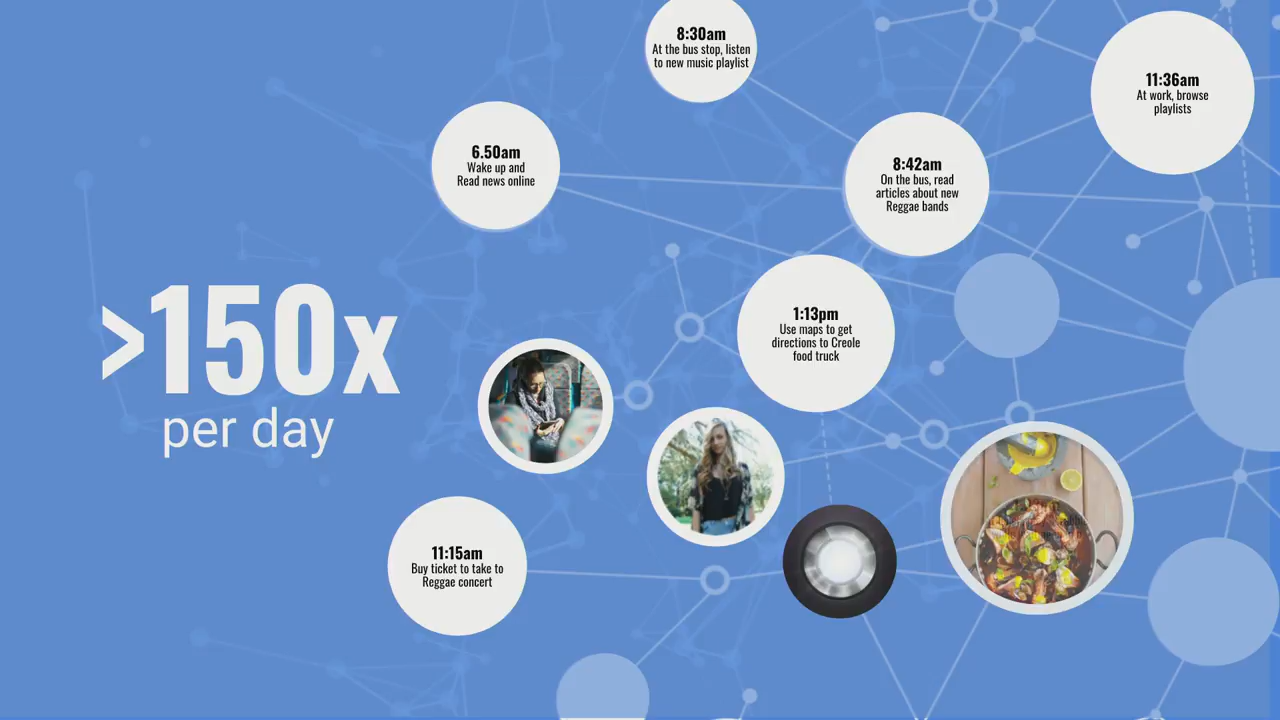 8:30am
At the bus stop, listen
to new music playlist
11:36am
At work, browse
playlists
6.50am
Wake up and
Read news online
8:42am
On the bus, read
articles about new
Reggae bands
>150x
per day
1:13pm
Use maps to get
directions to Creole
food truck
11:15am
Buy ticket to take to
Reggae concert